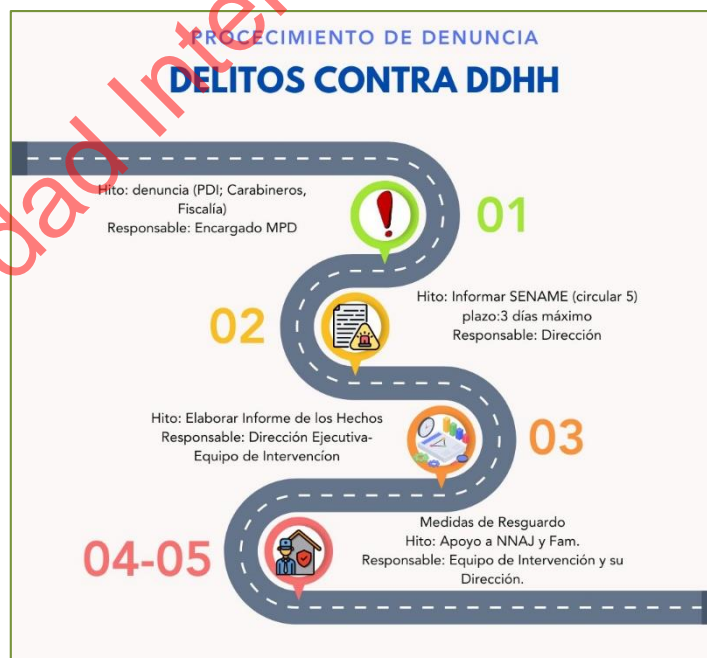 PROCECIMIENTO DE DENUNCIA
DELITOS CONTRA DDHH
Hito: denuncia (PDI; Carabineros,
Fiscalía)
Responsable: Encargado MPD
01
02
Hito: Informar SENAME (circular 5)
plazo:3 días máximo
Responsable: Dirección
Hito: Elaborar Informe de los Hechos
Responsable: Dirección Ejecutiva-
Equipo de Intervencíon
03
04-05
Medidas de Resguardo
Hito: Apoyo a NNAJ y Fam.
Responsable: Equipo de Intervención y su
Dirección.